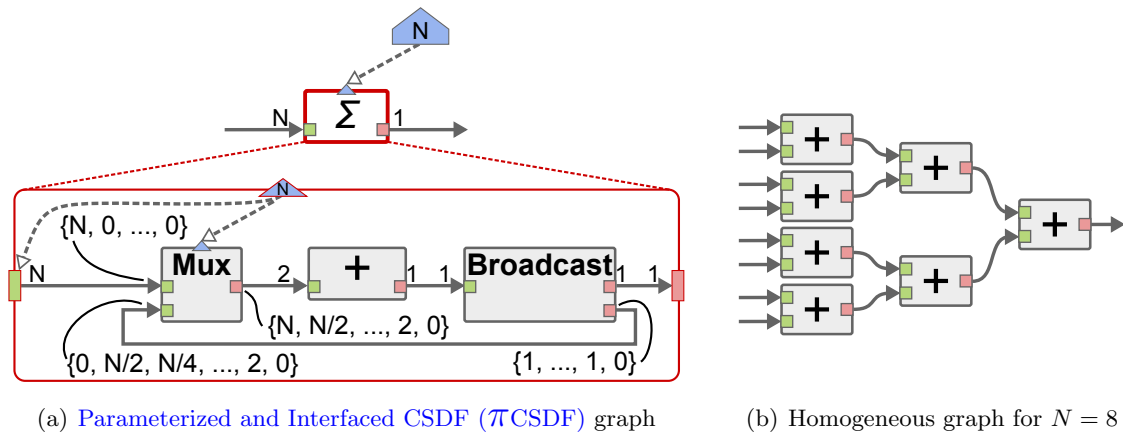 N
N Σ 1
N
{N, 0, ..., 0}
N Mux 2 + 1 1 Broadcast 1 1
{N, N/2, ..., 2, 0}
{0, N/2, N/4, ..., 2, 0} {1, ..., 1, 0}
+
+
+
+
+
+
+
(a) Parameterized and Interfaced CSDF (πCSDF) graph
(b) Homogeneous graph for N = 8